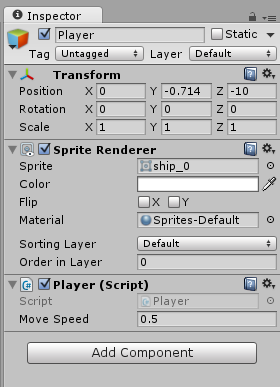 Inspector
Player Static
Tag Untagged Layer Default
Transform
Position X 0 Y -0.714 Z -10
Rotation X 0 Y 0 Z 0
Scale X 1 Y 1 Z 1
Sprite Renderer
Sprite ship_0
Color
Flip X Y
Material Sprites-Default
Sorting Layer Default
Order in Layer 0
C# Player (Script)
Script Player
Move Speed 0.5
Add Component